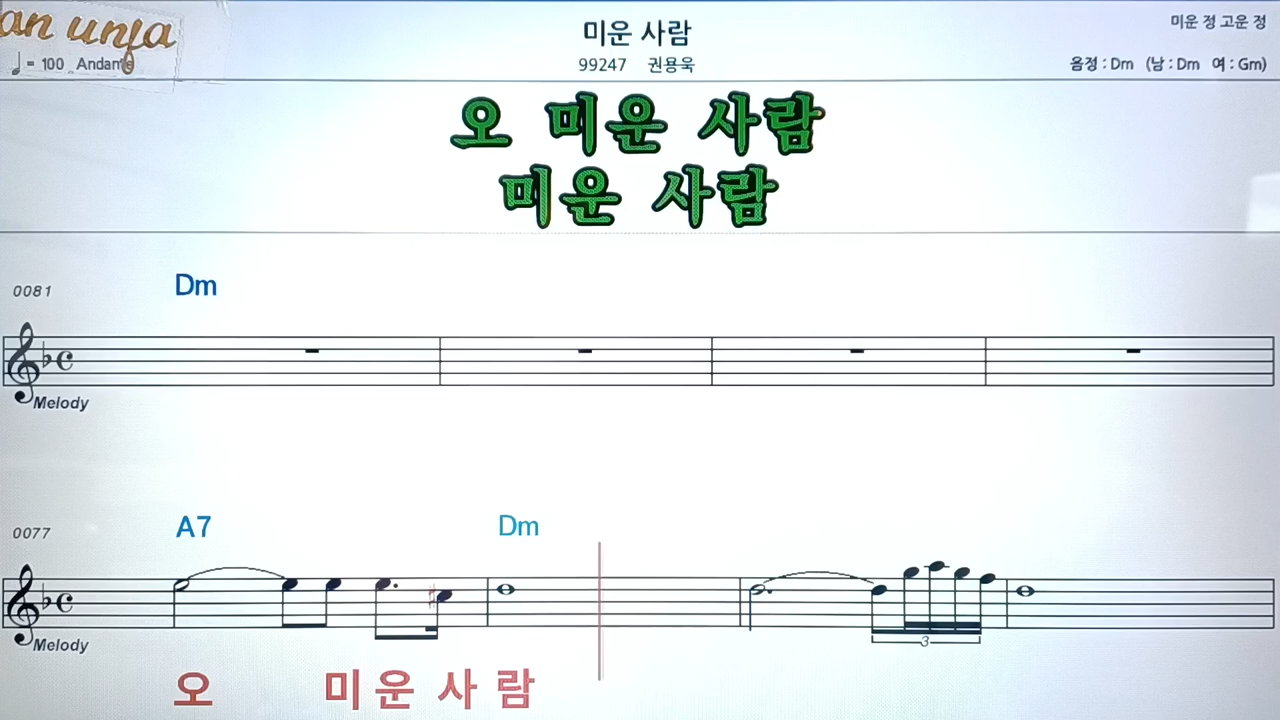 미운 사람
미운 정 고운 정
= 100 Andante
99247 권용욱
음정 : Dm (남 : Dm 여 : Gm)
오 미운 사람
미운 사람
0081 Dm
Melody
0077 A7 Dm
3
Melody
오 미운 사람